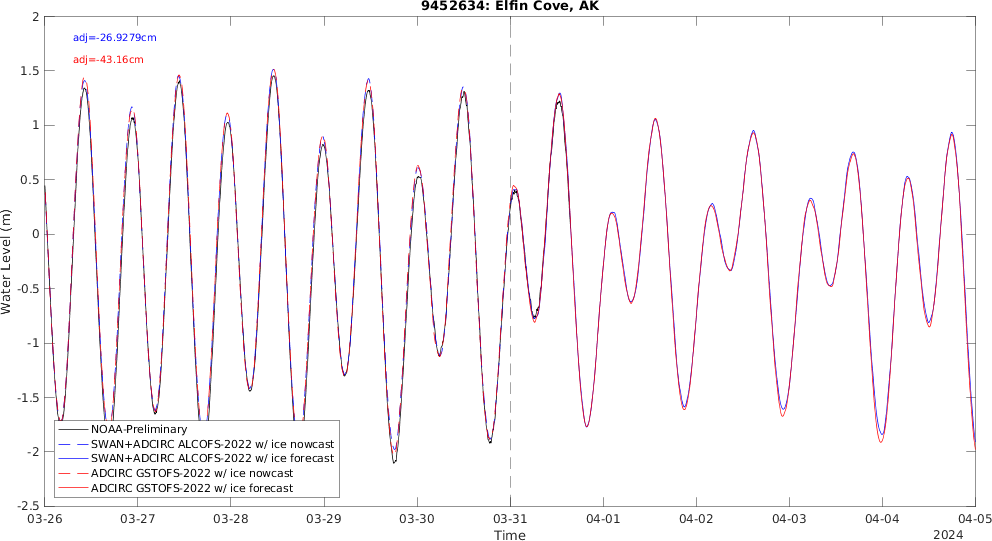 9452634: Elfin Cove, AK
adj=-26.9279cm
adj=-43.16cm
Water Level (m)
2
1.5
1
0.5
0
-0.5
-1
-1.5
-2
-2.5
NOAA-Preliminary
SWAN+ADCIRC ALCOFS-2022 w/ ice nowcast
SWAN+ADCIRC ALCOFS-2022 w/ ice forecast
ADCIRC GSTOFS-2022 w/ ice nowcast
ADCIRC GSTOFS-2022 w/ ice forecast
03-26 03-27 03-28 03-29 03-30 03-31 04-01 04-02 04-03 04-04 04-05
Time
2024